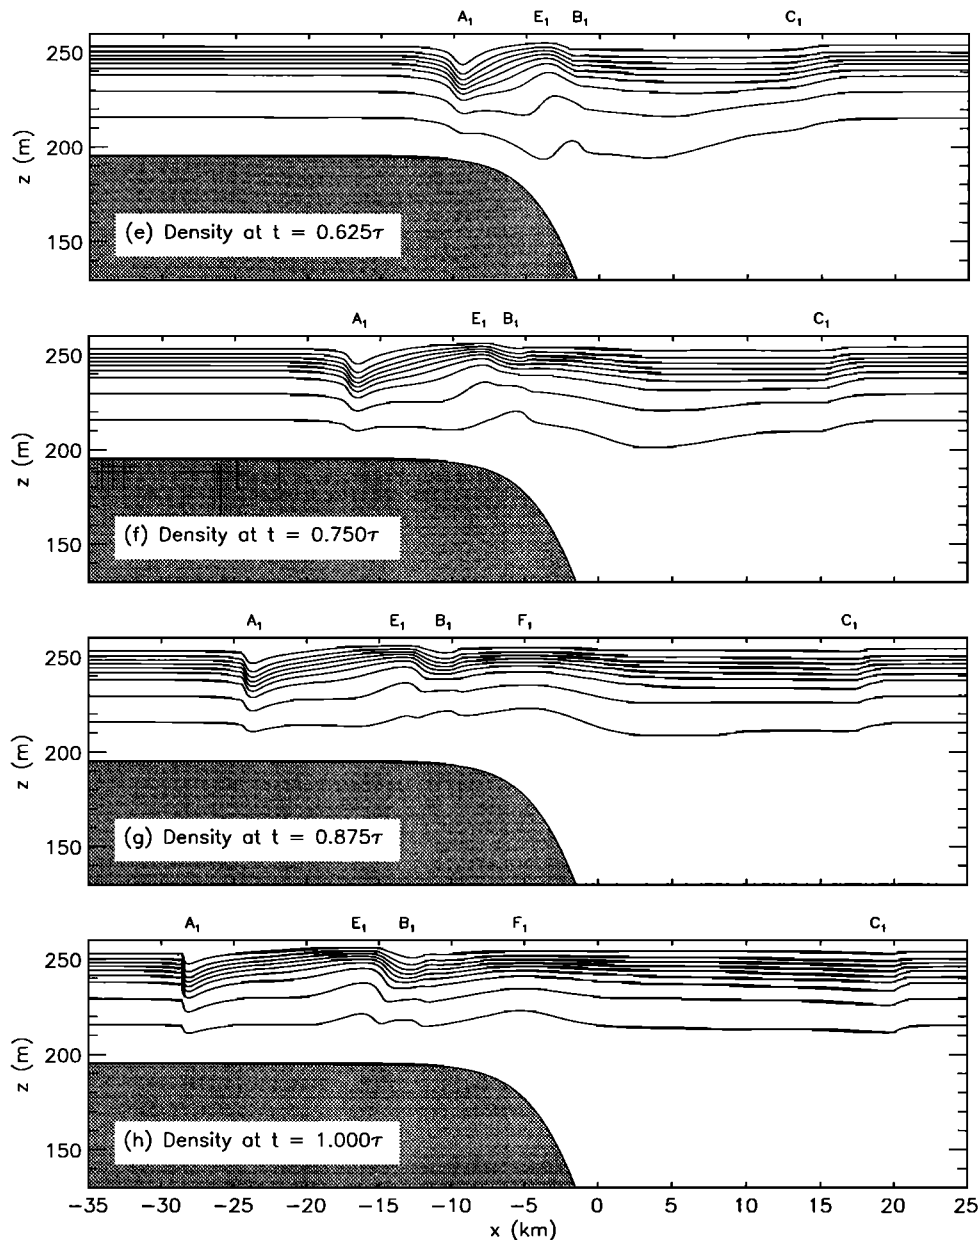 A₁ E₁ B₁ C₁
250
200
150
z (m)
(e) Density at t = 0.625τ
A₁ E₁ B₁ C₁
250
200
150
z (m)
(f) Density at t = 0.750τ
A₁ E₁ B₁ F₁ C₁
250
200
150
z (m)
(g) Density at t = 0.875τ
A₁ E₁ B₁ F₁ C₁
250
200
150
z (m)
(h) Density at t = 1.000τ
−35 −30 −25 −20 −15 −10 −5 0 5 10 15 20 25
x (km)